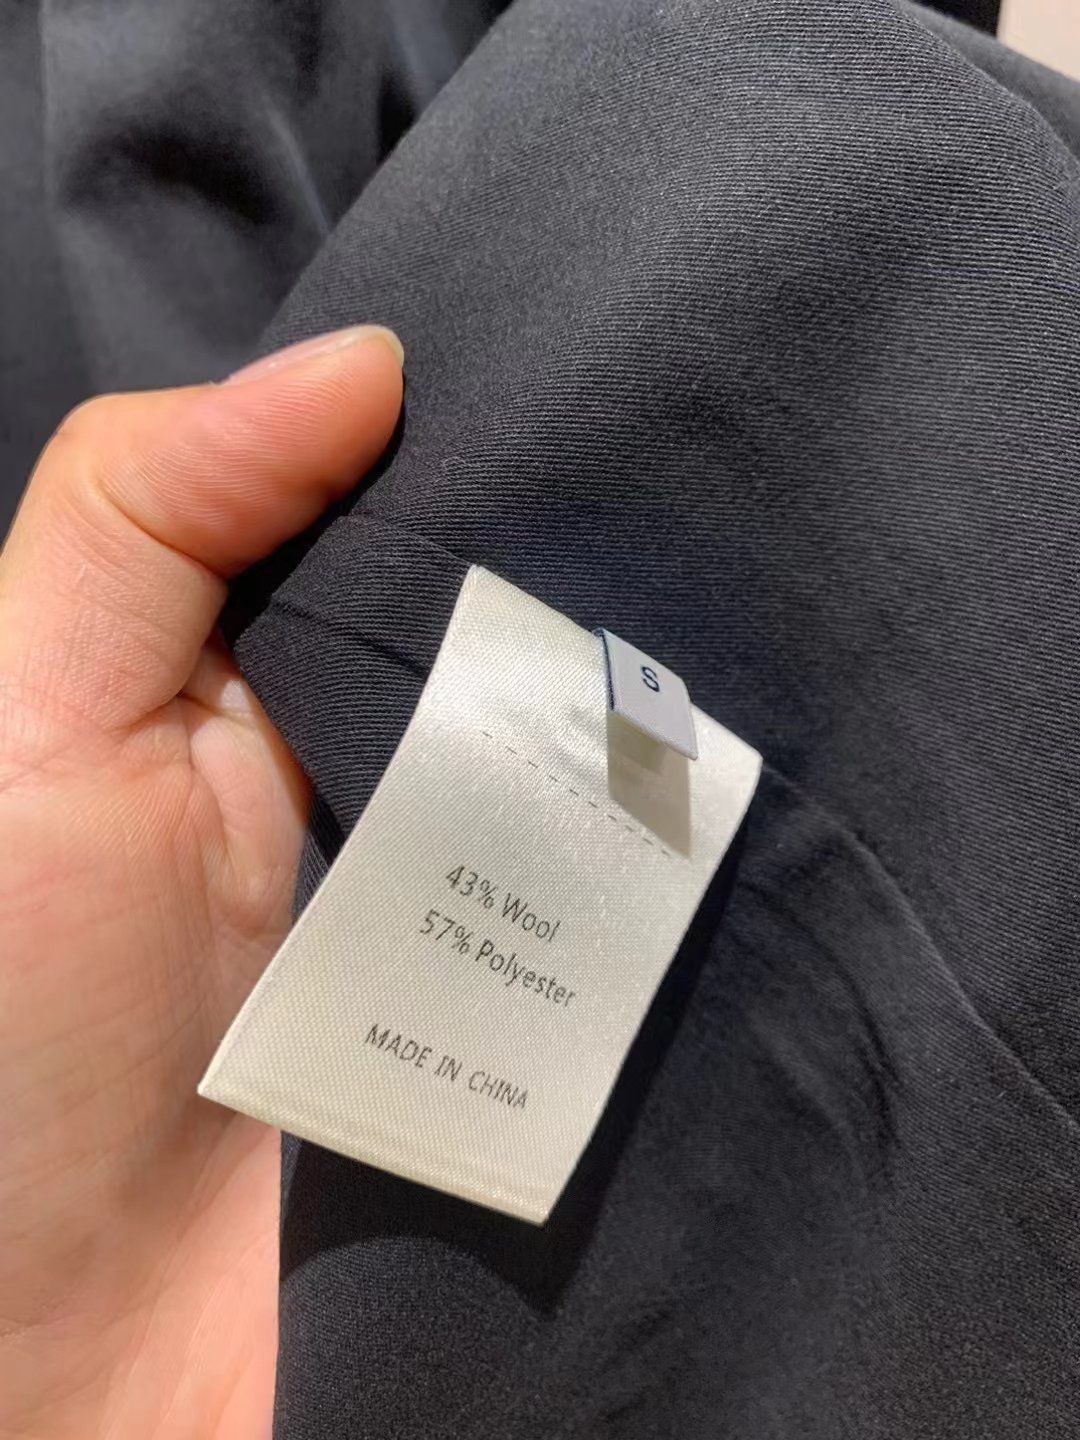 S
43% Wool
57% Polyester
MADE IN CHINA